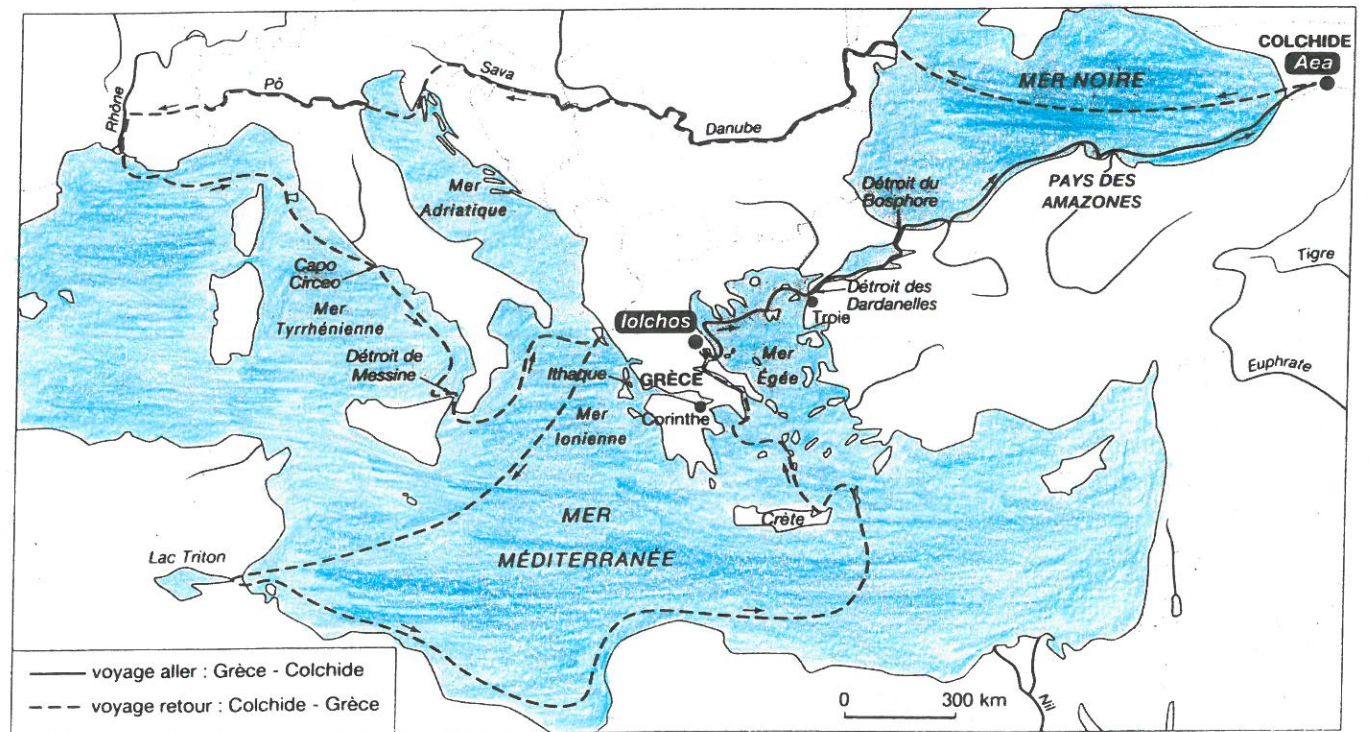 COLCHIDE
Aea
MER NOIRE
Sava
Pô
Rhône
Danube
Détroit du
Bosphore
PAYS DES
AMAZONES
Mer
Adriatique
Tigre
Capo
Circeo
Mer
Tyrrhénienne
Détroit des
Dardanelles
Troie
Iolchos
Détroit de
Messine
Ithaque
GRÈCE
Mer
Égée
Euphrate
Corinthe
Mer
Ionienne
MER
MÉDITERRANÉE
Crète
Lac Triton
voyage aller : Grèce - Colchide
voyage retour : Colchide - Grèce
0 300 km
Nil